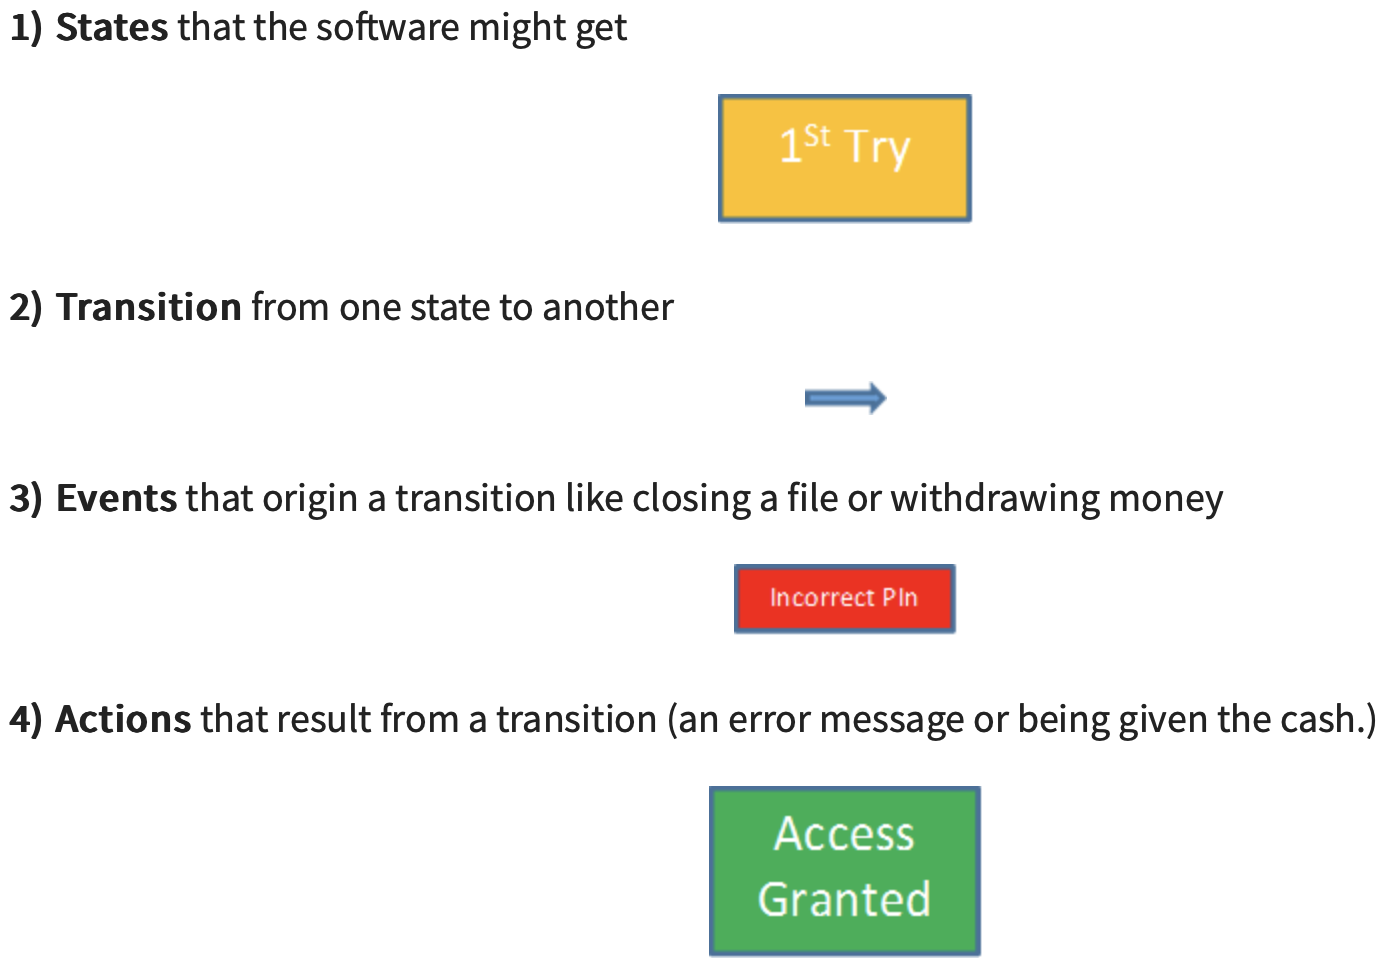 1) States that the software might get
1St Try
2) Transition from one state to another
3) Events that origin a transition like closing a file or withdrawing money
Incorrect PIn
4) Actions that result from a transition (an error message or being given the cash.)
Access
Granted